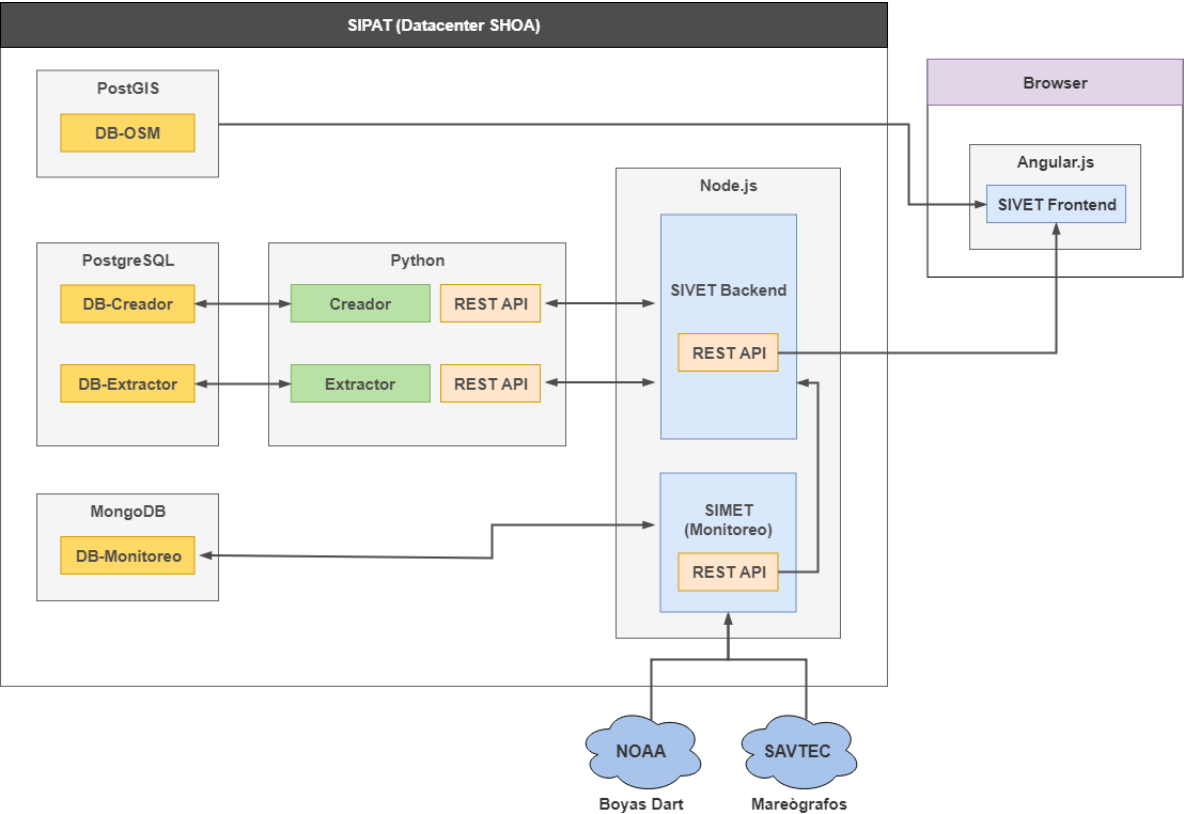 SIPAT (Datacenter SHOA)
PostGIS
DB-OSM
Browser
Angular.js
SIVET Frontend
Node.js
PostgreSQL
DB-Creador
DB-Extractor
Python
Creador
REST API
Extractor
REST API
SIVET Backend
REST API
MongoDB
DB-Monitoreo
SIMET
(Monitoreo)
REST API
NOAA
SAVTEC
Boyas Dart
Mareògrafos